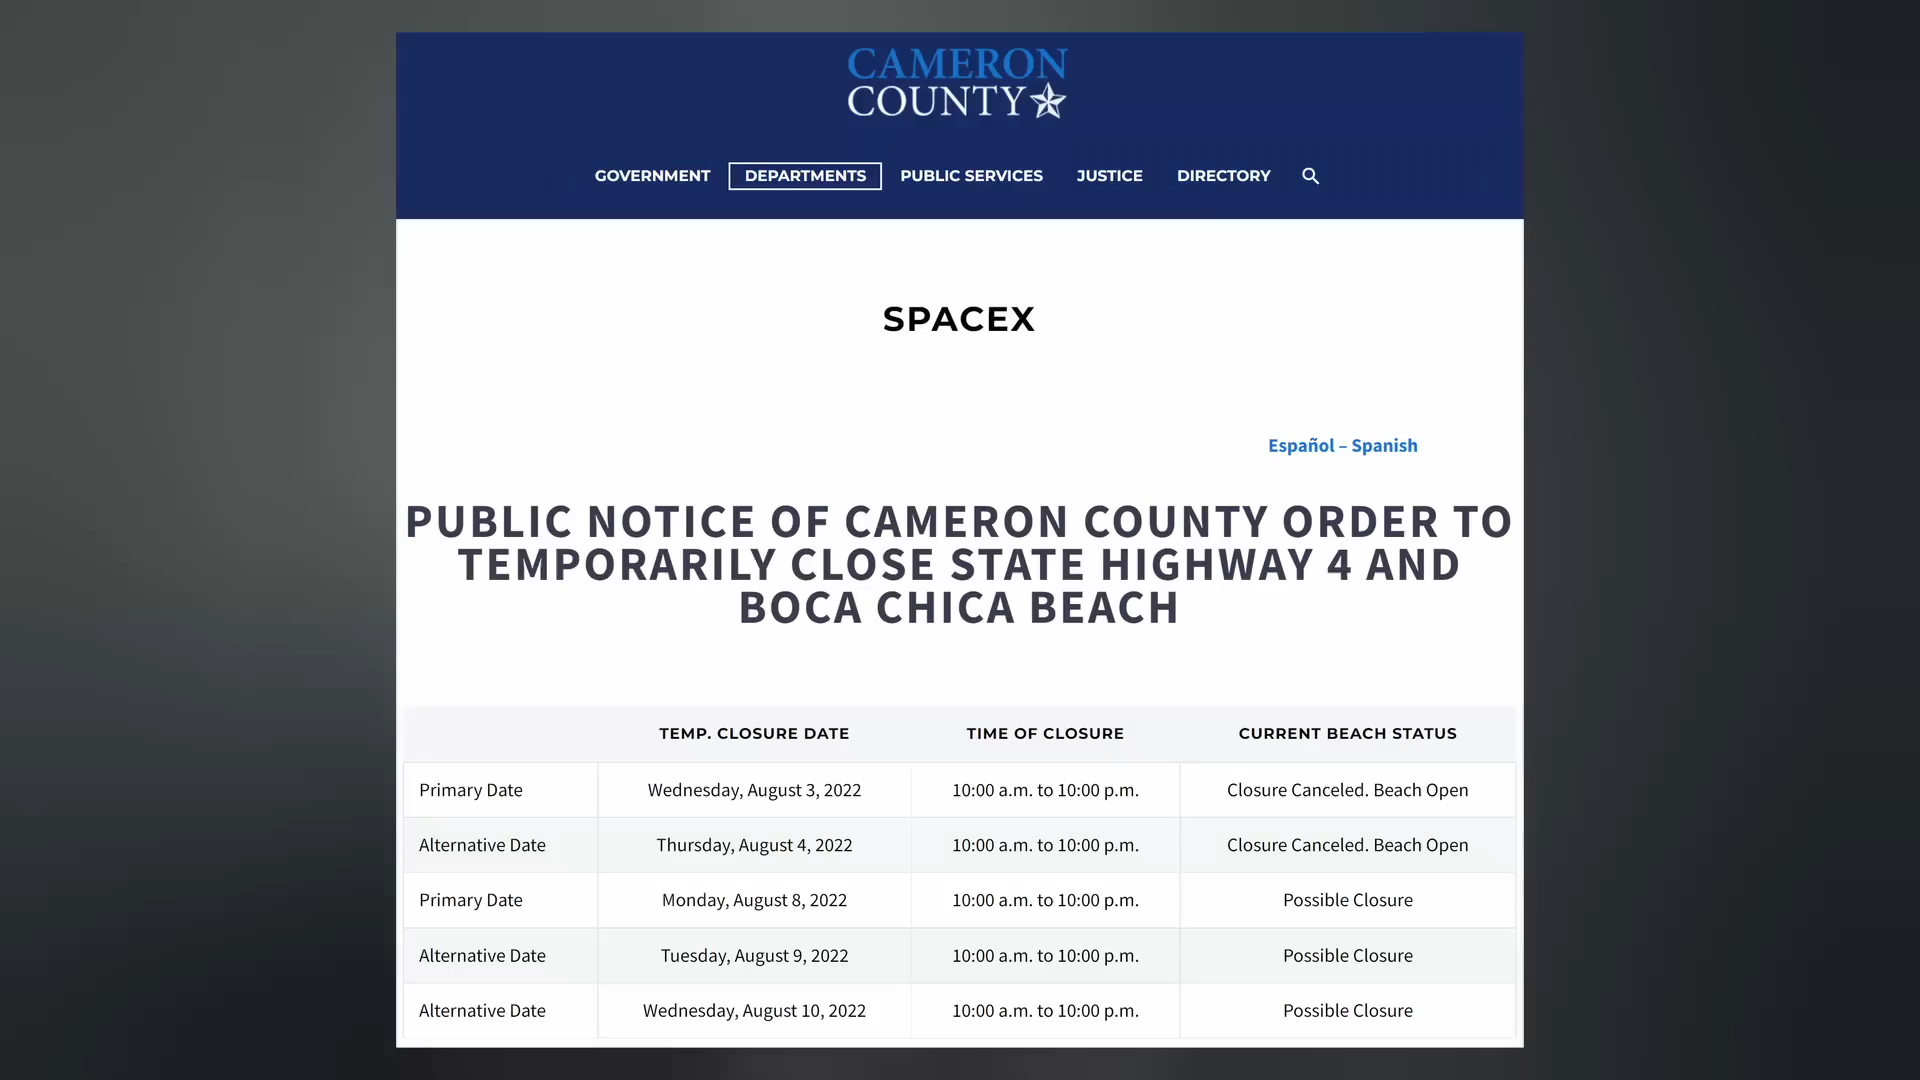 CAMERON
COUNTY
GOVERNMENT DEPARTMENTS PUBLIC SERVICES JUSTICE DIRECTORY
SPACEX
Español – Spanish
PUBLIC NOTICE OF CAMERON COUNTY ORDER TO
TEMPORARILY CLOSE STATE HIGHWAY 4 AND
BOCA CHICA BEACH
TEMP. CLOSURE DATE TIME OF CLOSURE CURRENT BEACH STATUS
Primary Date Wednesday, August 3, 2022 10:00 a.m. to 10:00 p.m. Closure Canceled. Beach Open
Alternative Date Thursday, August 4, 2022 10:00 a.m. to 10:00 p.m. Closure Canceled. Beach Open
Primary Date Monday, August 8, 2022 10:00 a.m. to 10:00 p.m. Possible Closure
Alternative Date Tuesday, August 9, 2022 10:00 a.m. to 10:00 p.m. Possible Closure
Alternative Date Wednesday, August 10, 2022 10:00 a.m. to 10:00 p.m. Possible Closure